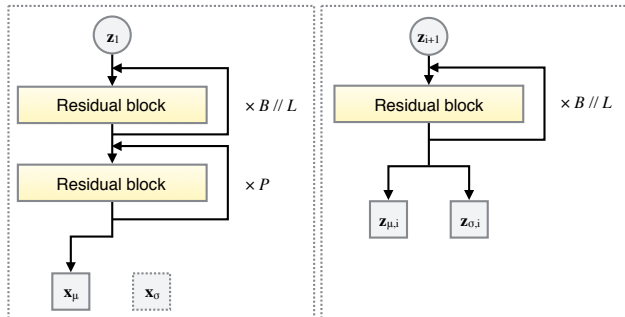 z1
Residual block
× B // L
Residual block
× P
xμ
xσ
zi+1
Residual block
× B // L
zμ,i
zσ,i